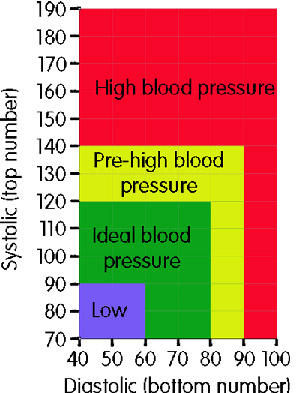 Systolic (top number)
190
180
170
160
150
140
130
120
110
100
90
80
70
High blood pressure
Pre-high blood
pressure
Ideal blood
pressure
Low
40 50 60 70 80 90 100
Diastolic (bottom number)